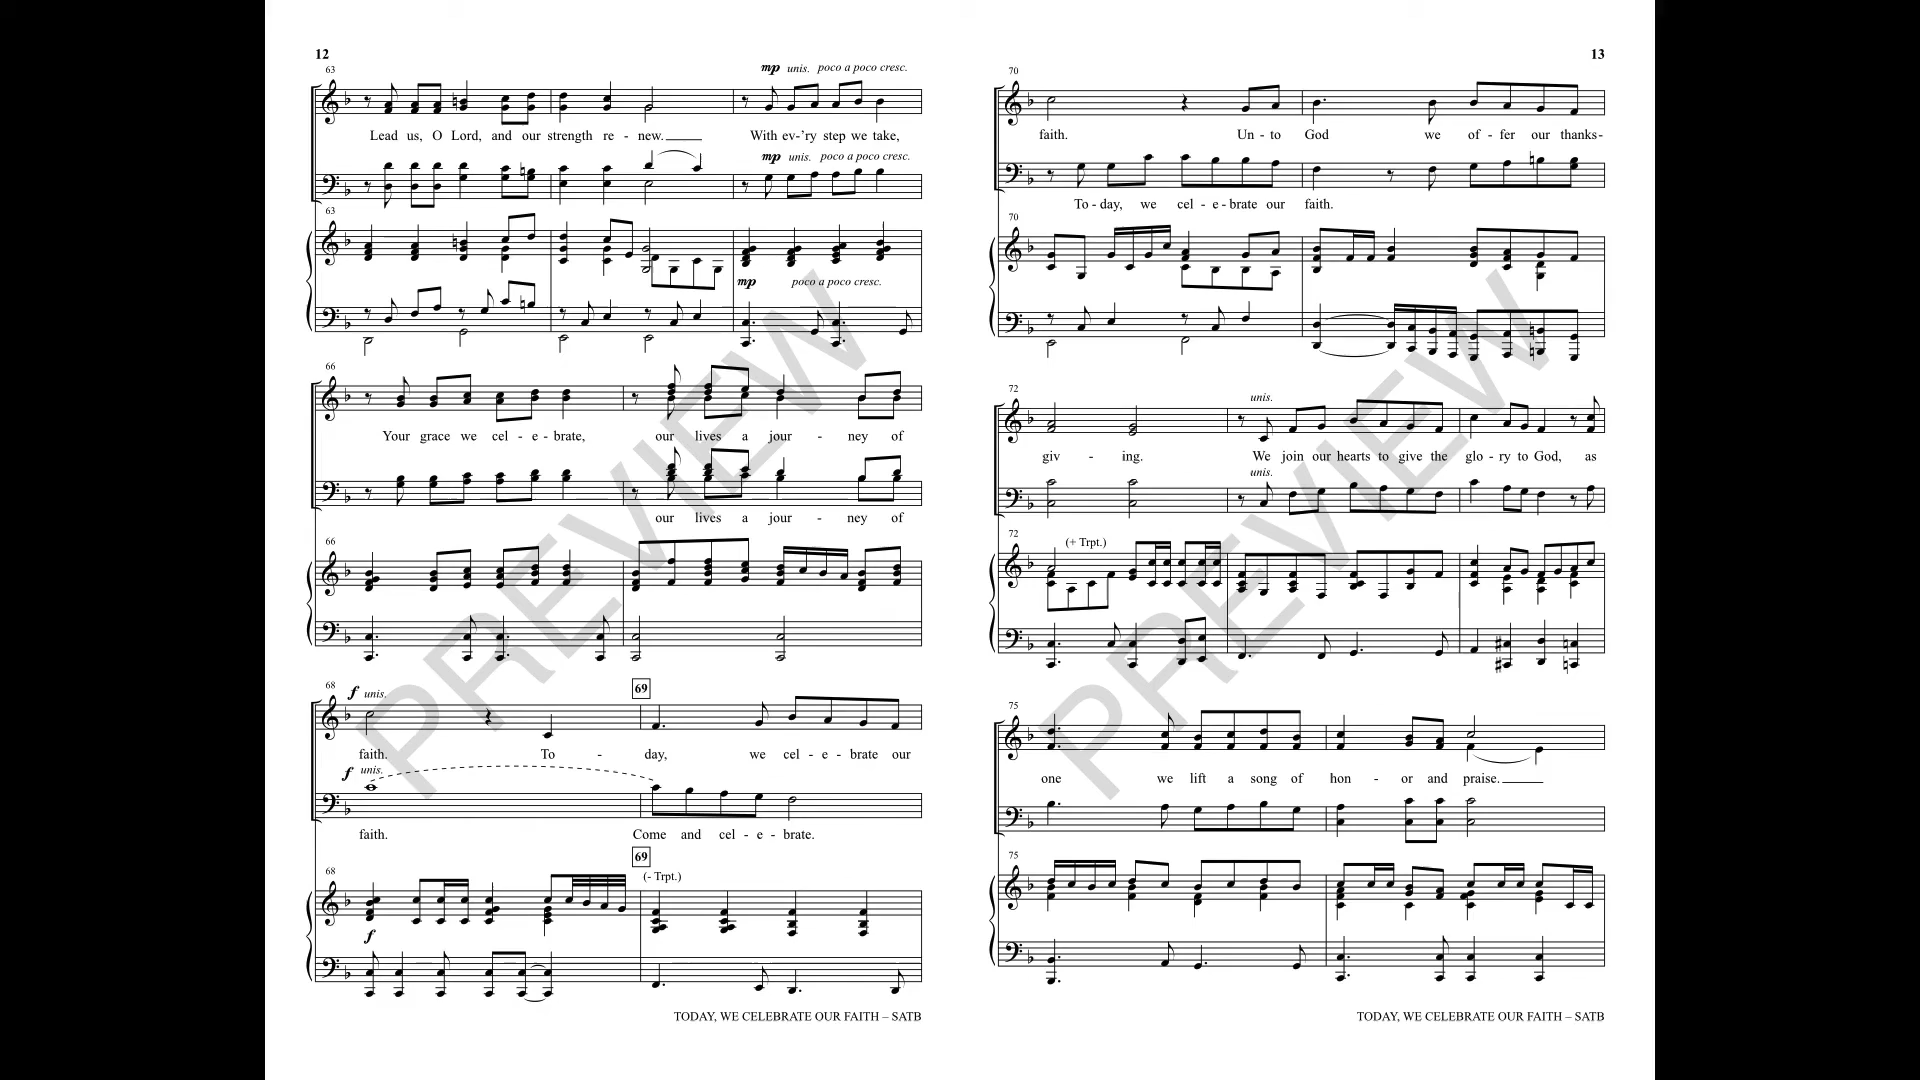 12
63
mp unis. poco a poco cresc.
Lead us, O Lord, and our strength re - new. With ev-'ry step we take,
mp unis. poco a poco cresc.
63
mp poco a poco cresc.
66
Your grace we cel - e - brate, our lives a jour - ney of
our lives a jour - ney of
66
68 f unis. 69
faith. To - day, we cel - e - brate our
f unis.
faith. Come and cel - e - brate.
69
68 (- Trpt.)
f
TODAY, WE CELEBRATE OUR FAITH – SATB
13
70
faith. Un - to God we of - fer our thanks-
To - day, we cel - e - brate our faith.
70
72 unis.
giv - ing. We join our hearts to give the glo - ry to God, as
unis.
72 (+ Trpt.)
75
one we lift a song of hon - or and praise.
75
TODAY, WE CELEBRATE OUR FAITH – SATB
PREVIEW
PREVIEW